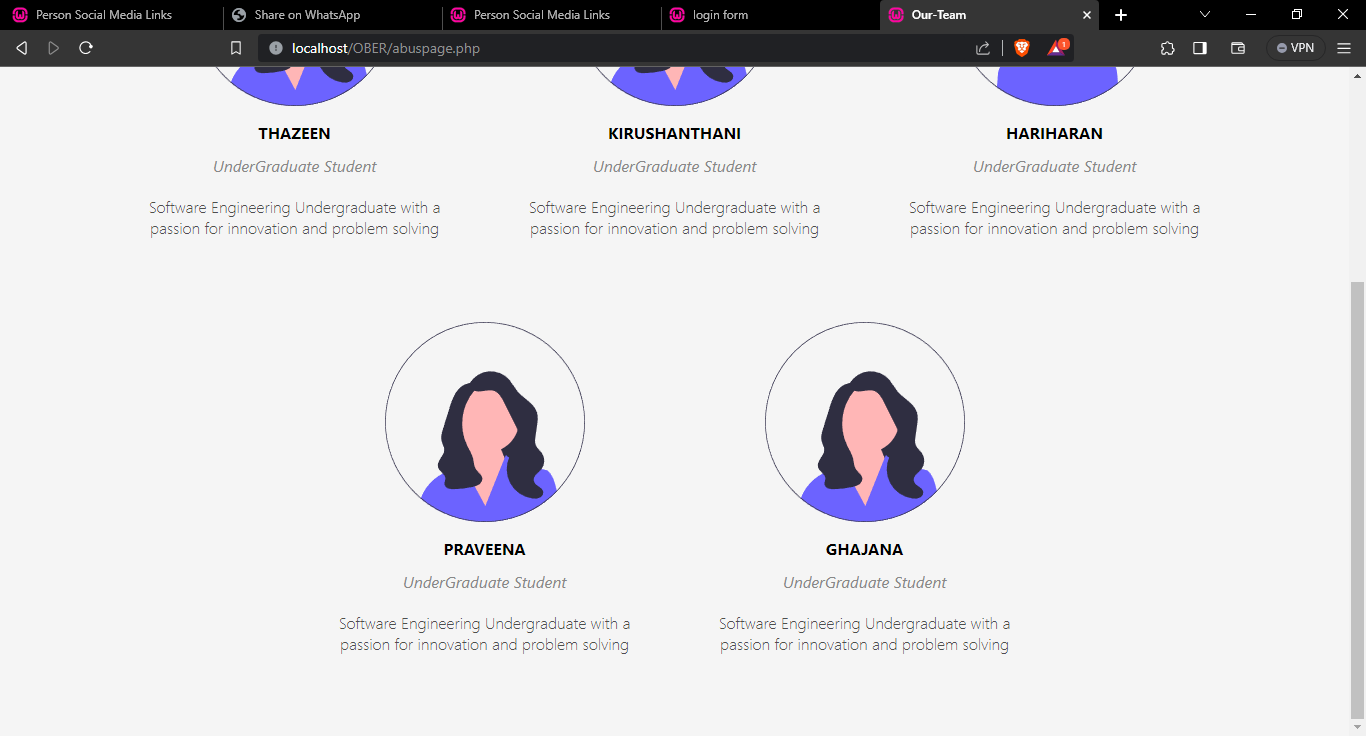 Person Social Media Links
Share on WhatsApp
Person Social Media Links
login form
Our-Team
localhost/OBER/abuspage.php
1
VPN
THAZEEN
UnderGraduate Student
Software Engineering Undergraduate with a
passion for innovation and problem solving
KIRUSHANTHANI
UnderGraduate Student
Software Engineering Undergraduate with a
passion for innovation and problem solving
HARIHARAN
UnderGraduate Student
Software Engineering Undergraduate with a
passion for innovation and problem solving
PRAVEENA
UnderGraduate Student
Software Engineering Undergraduate with a
passion for innovation and problem solving
GHAJANA
UnderGraduate Student
Software Engineering Undergraduate with a
passion for innovation and problem solving